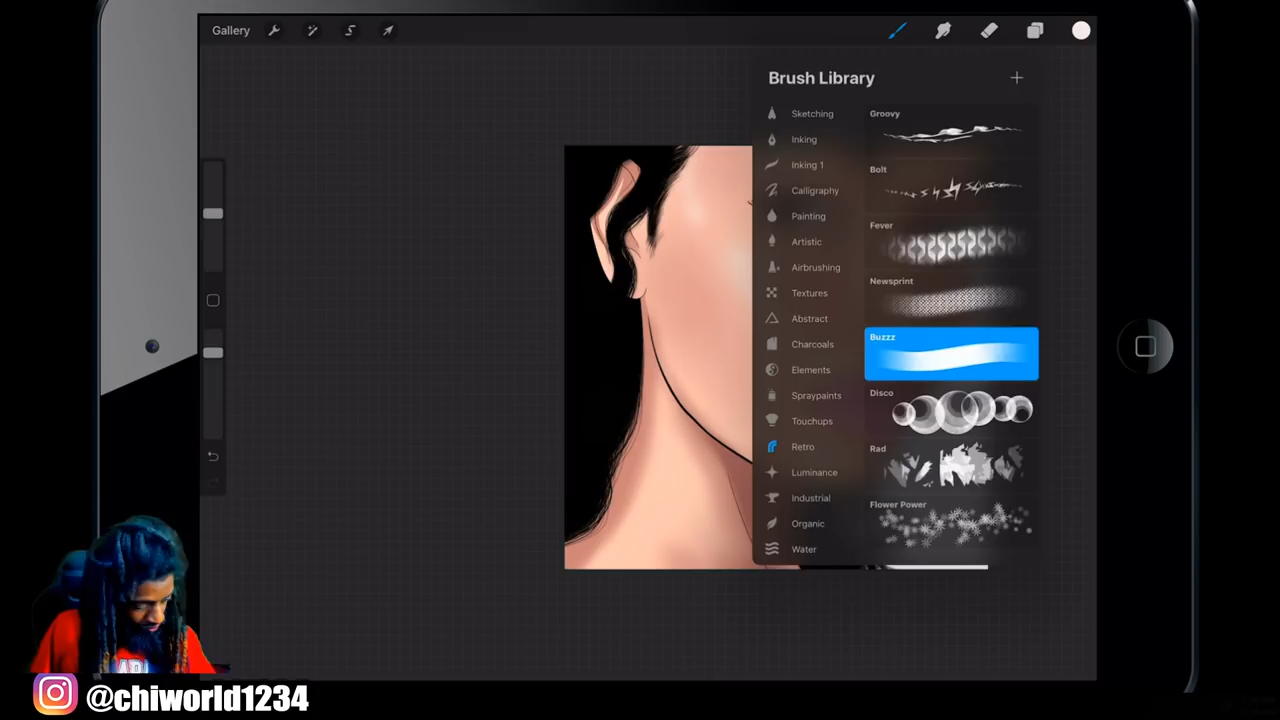 Gallery
Brush Library
Sketching
Inking
Inking 1
Calligraphy
Painting
Artistic
Airbrushing
Textures
Abstract
Charcoals
Elements
Spraypaints
Touchups
Retro
Luminance
Industrial
Organic
Water
Groovy
Bolt
Fever
Newsprint
Buzzz
Disco
Rad
Flower Power
@chiworld1234